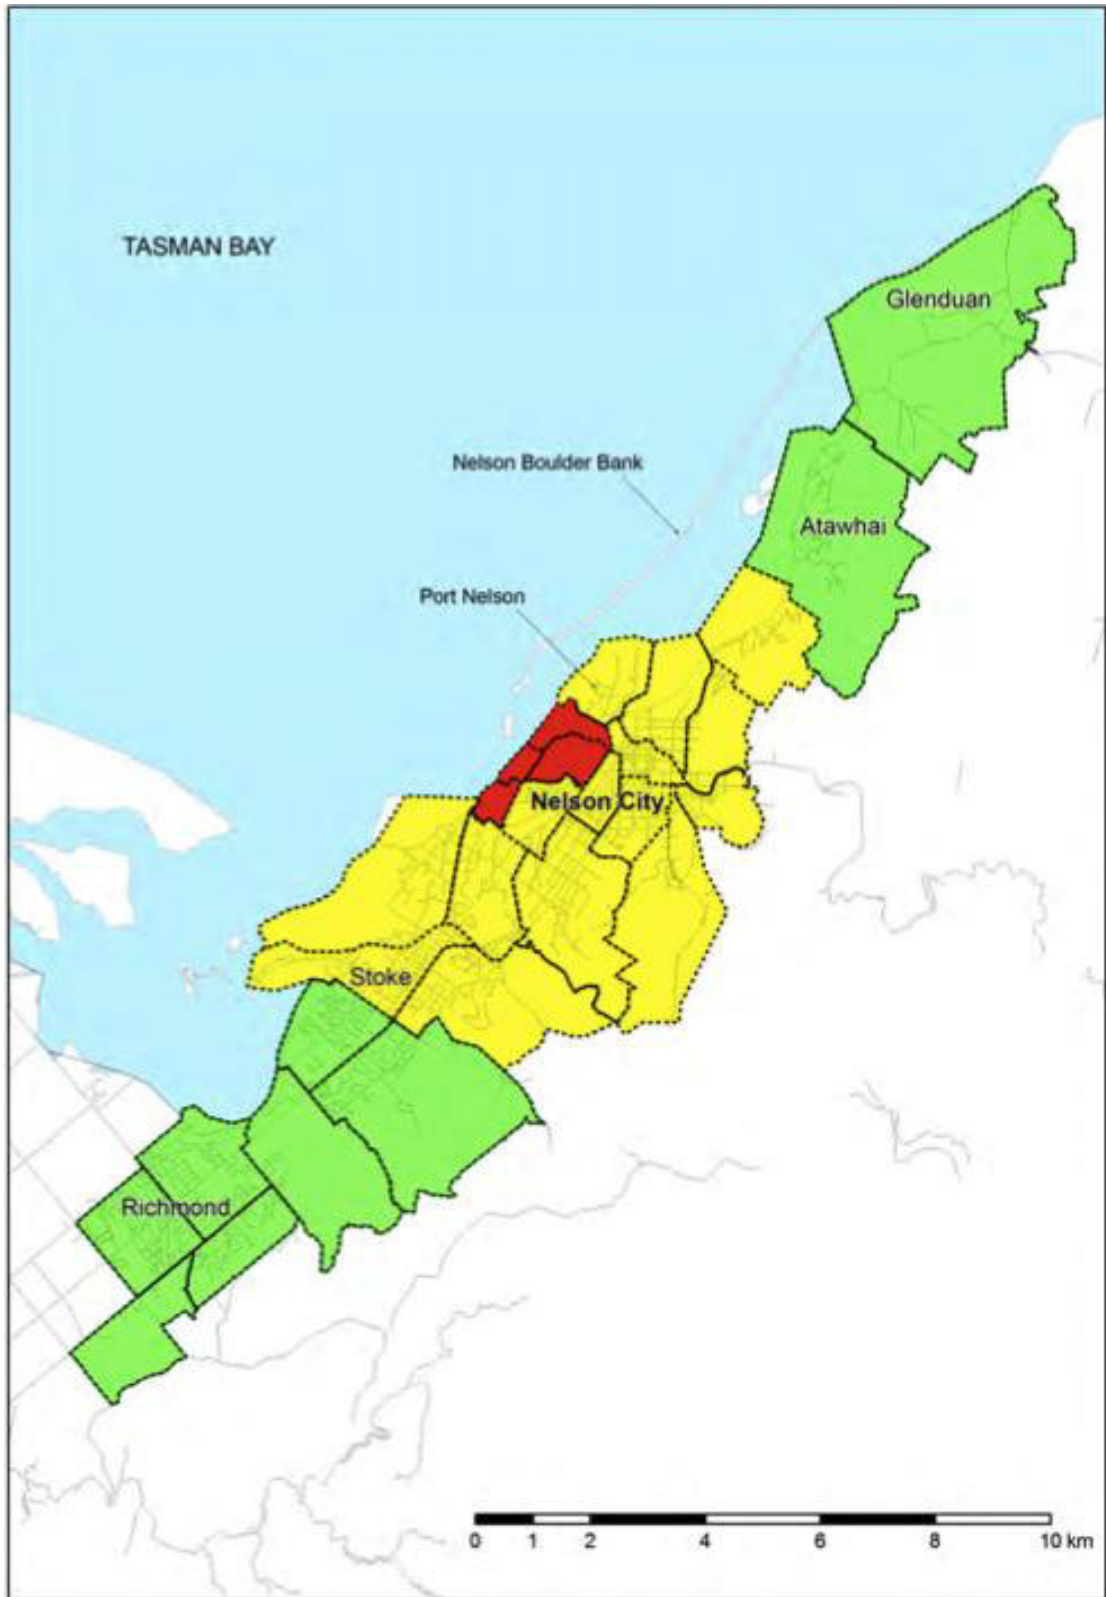 TASMAN BAY
Glenduan
Nelson Boulder Bank
Atawhai
Port Nelson
Nelson City
Stoke
Richmond
0 1 2 4 6 8 10 km